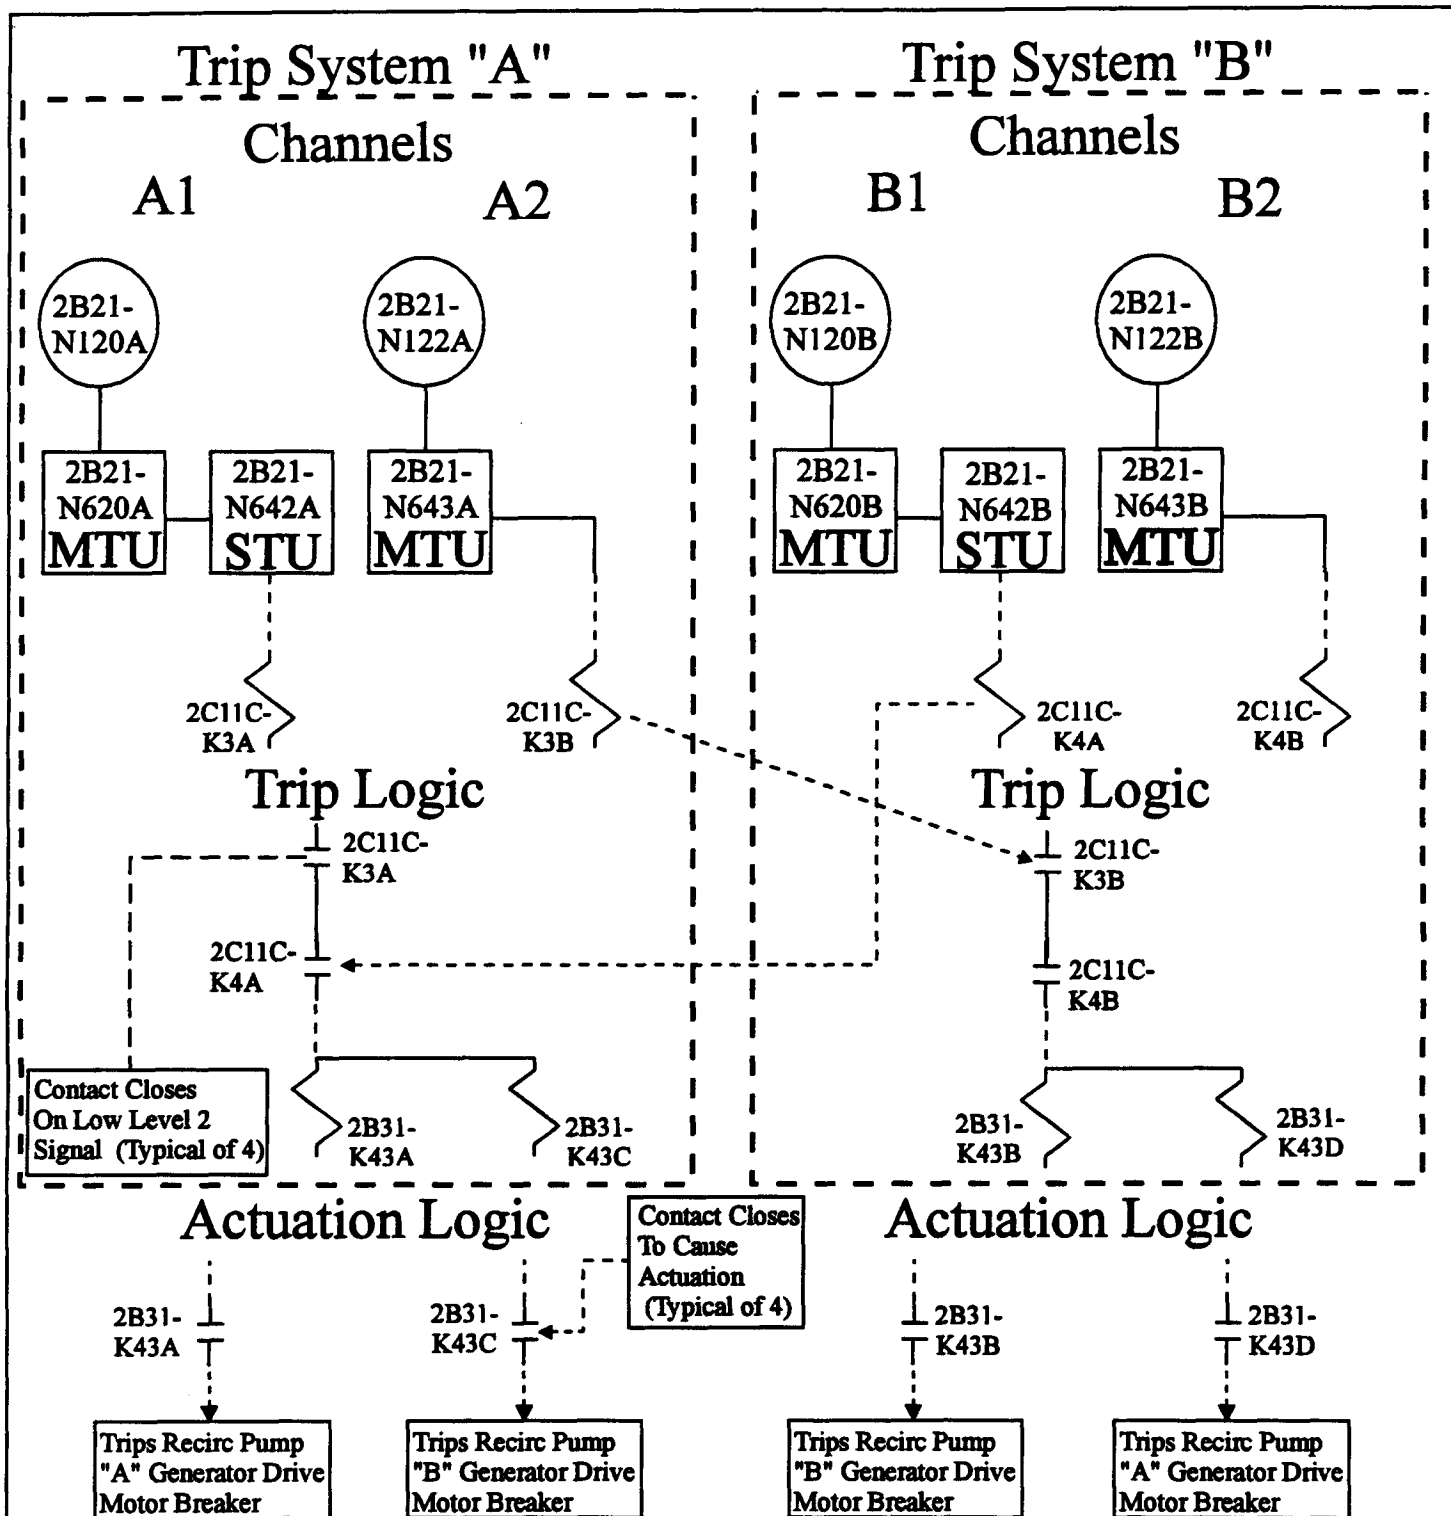 Trip System "A"
Trip System "B"
Channels
Channels
A1
A2
B1
B2
2B21-
N120A
2B21-
N122A
2B21-
N120B
2B21-
N122B
2B21-
N620A
MTU
2B21-
N642A
STU
2B21-
N643A
MTU
2B21-
N620B
MTU
2B21-
N642B
STU
2B21-
N643B
MTU
2C11C-
K3A
2C11C-
K3B
2C11C-
K4A
2C11C-
K4B
Trip Logic
Trip Logic
2C11C-
K3A
2C11C-
K3B
2C11C-
K4A
2C11C-
K4B
Contact Closes
On Low Level 2
Signal (Typical of 4)
2B31-
K43A
2B31-
K43C
2B31-
K43B
2B31-
K43D
Actuation Logic
Actuation Logic
Contact Closes
To Cause
Actuation
(Typical of 4)
2B31-
K43A
2B31-
K43C
2B31-
K43B
2B31-
K43D
Trips Recirc Pump
"A" Generator Drive
Motor Breaker
Trips Recirc Pump
"B" Generator Drive
Motor Breaker
Trips Recirc Pump
"B" Generator Drive
Motor Breaker
Trips Recirc Pump
"A" Generator Drive
Motor Breaker